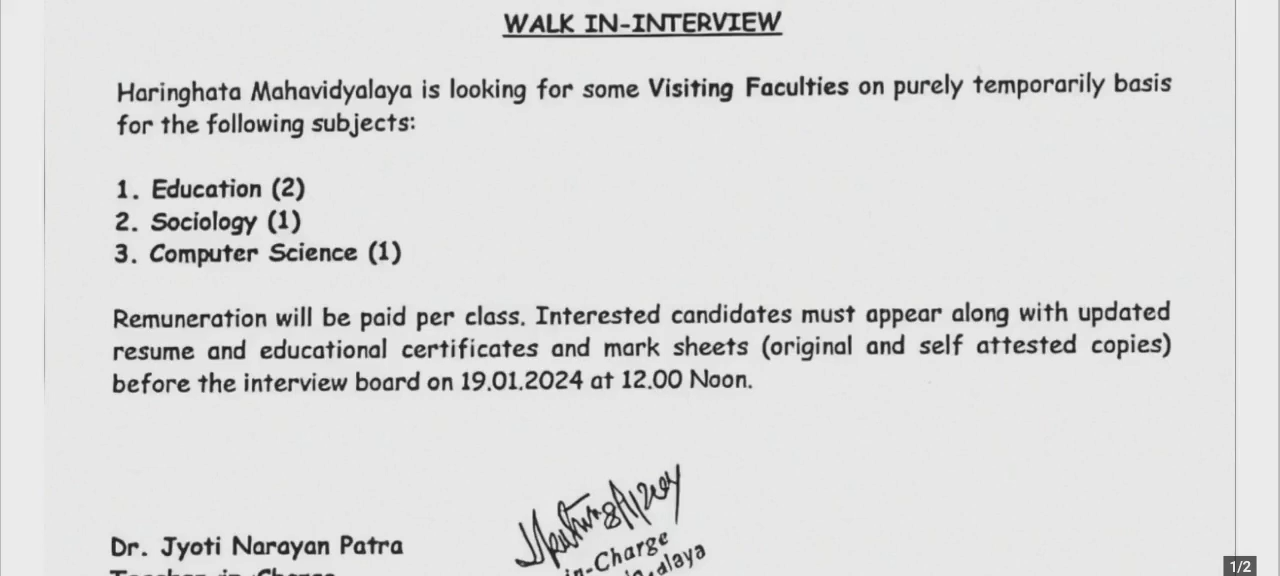 WALK IN-INTERVIEW
Haringhata Mahavidyalaya is looking for some Visiting Faculties on purely temporarily basis
for the following subjects:
1. Education (2)
2. Sociology (1)
3. Computer Science (1)
Remuneration will be paid per class. Interested candidates must appear along with updated
resume and educational certificates and mark sheets (original and self attested copies)
before the interview board on 19.01.2024 at 12.00 Noon.
in-Charge
Dr. Jyoti Narayan Patra
1/2